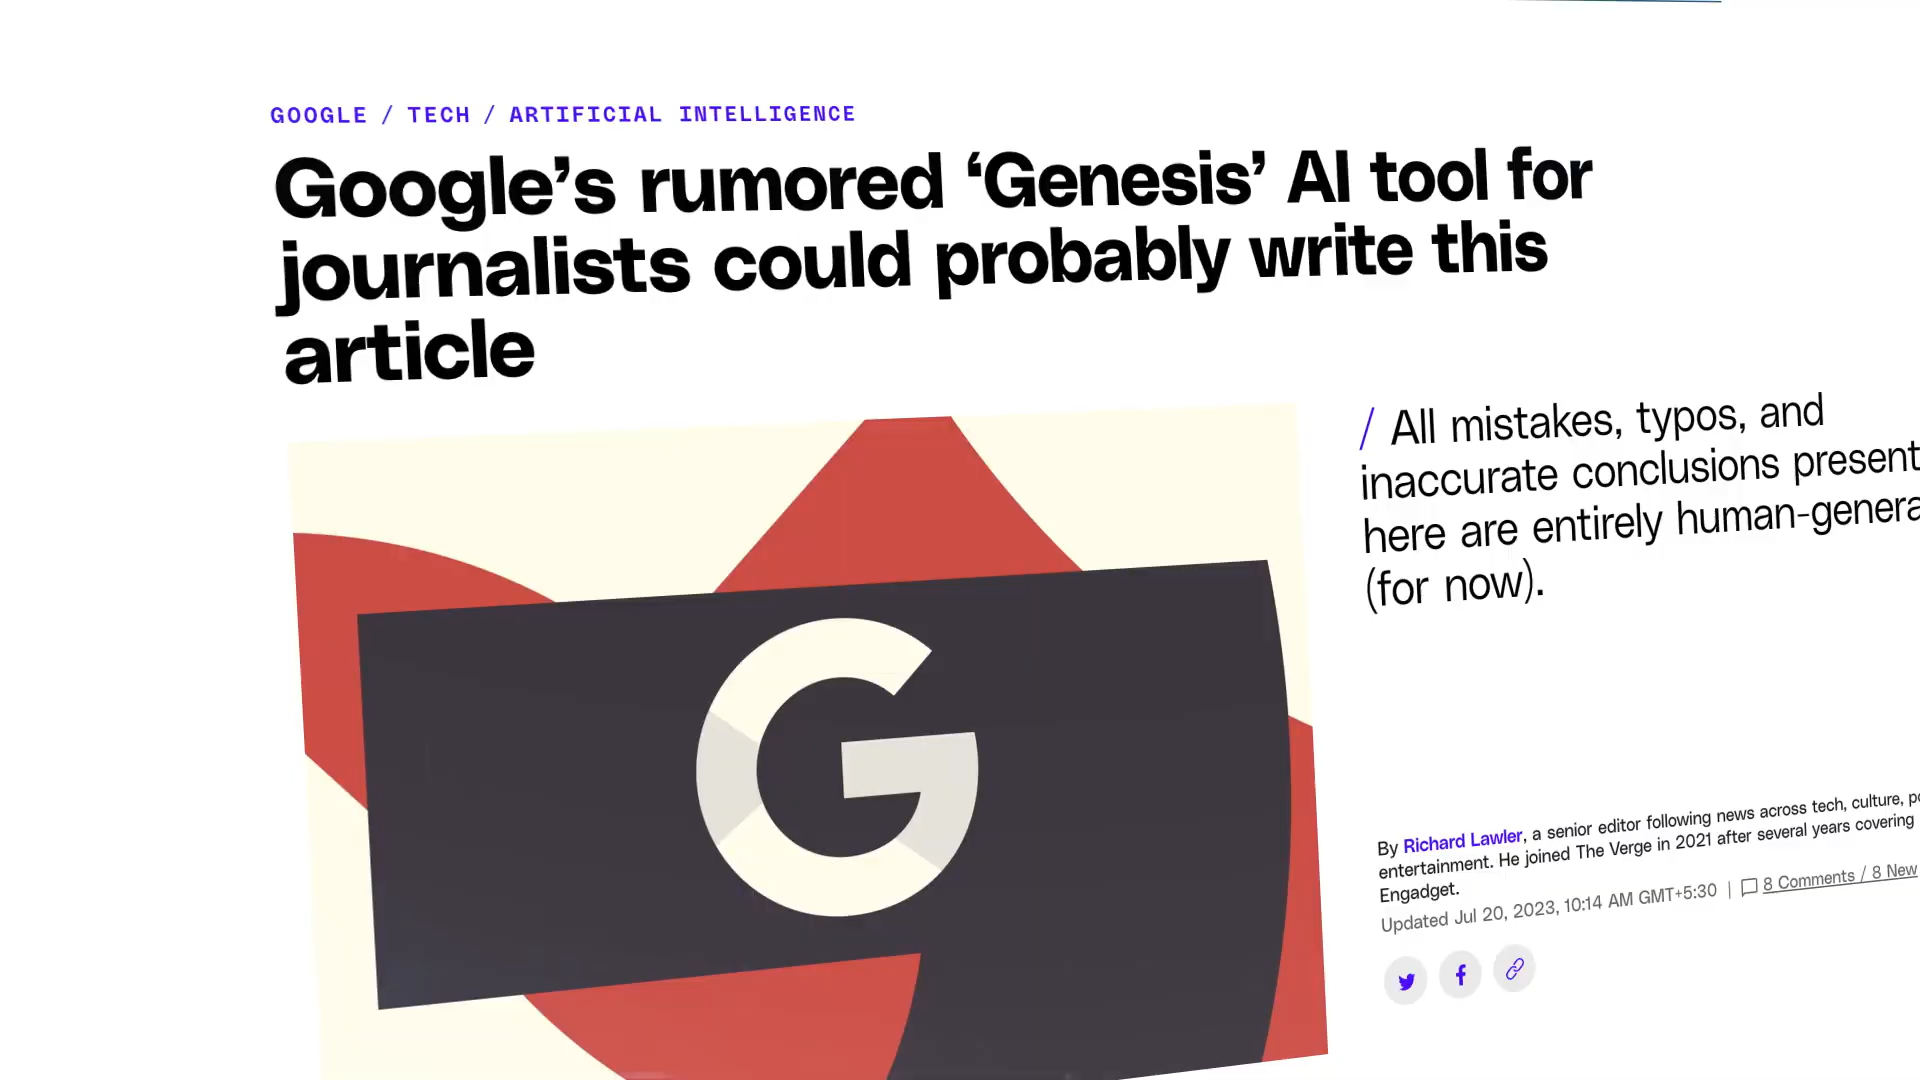 GOOGLE / TECH / ARTIFICIAL INTELLIGENCE
Google’s rumored ‘Genesis’ AI tool for
journalists could probably write this
article
/ All mistakes, typos, and
inaccurate conclusions present
here are entirely human-genera
(for now).
G
By Richard Lawler, a senior editor following news across tech, culture,
entertainment. He joined The Verge in 2021 after several years covering
Engadget.
Updated Jul 20, 2023, 10:14 AM GMT+5:30 | 8 Comments / 8 New